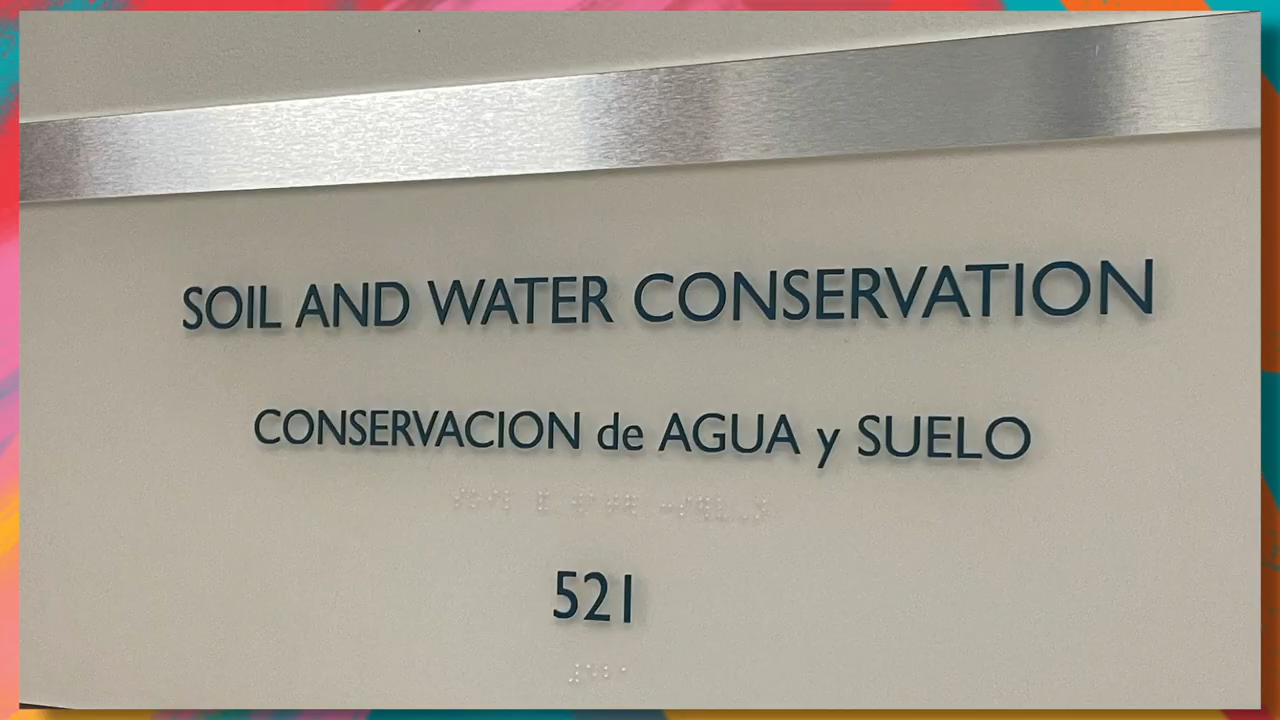 SOIL AND WATER CONSERVATION
CONSERVACION de AGUA y SUELO
521